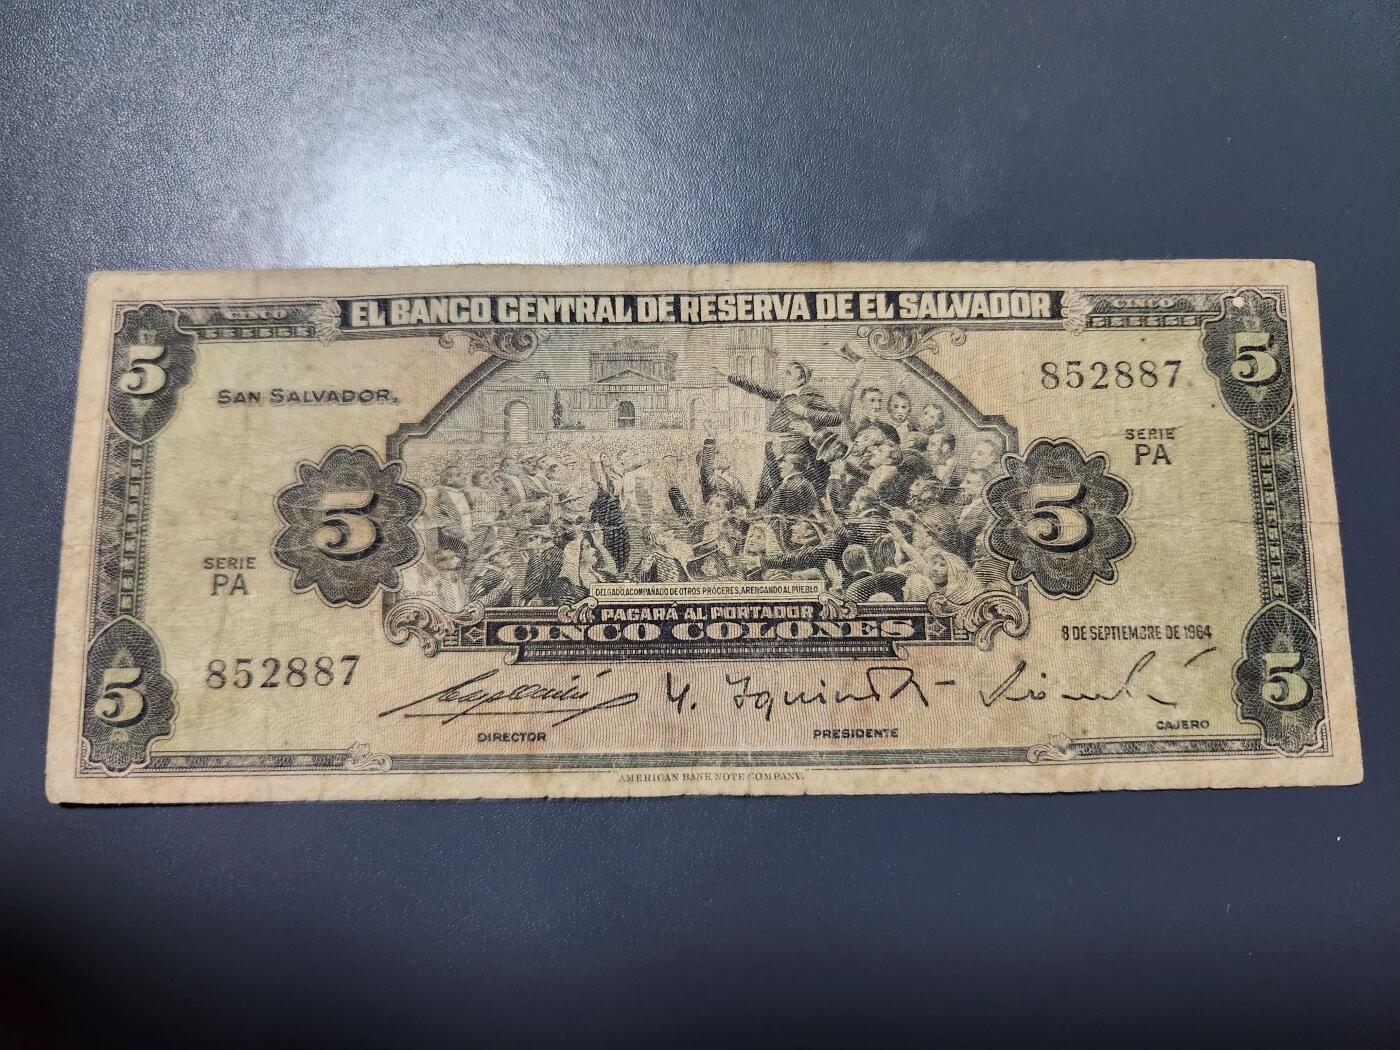 EL BANCO CENTRAL DE RESERVA DE EL SALVADOR
CINCO
CINCO
5
5
SAN SALVADOR,
852887
SERIE
PA
5
5
SERIE
PA
DELGADO, ACOMPAÑADO DE OTROS PRÓCERES, ARENGANDO AL PUEBLO
PAGARÁ AL PORTADOR
CINCO COLONES
8 DE SEPTIEMBRE DE 1964
852887
5
5
DIRECTOR
PRESIDENTE
CAJERO
AMERICAN BANK NOTE COMPANY.